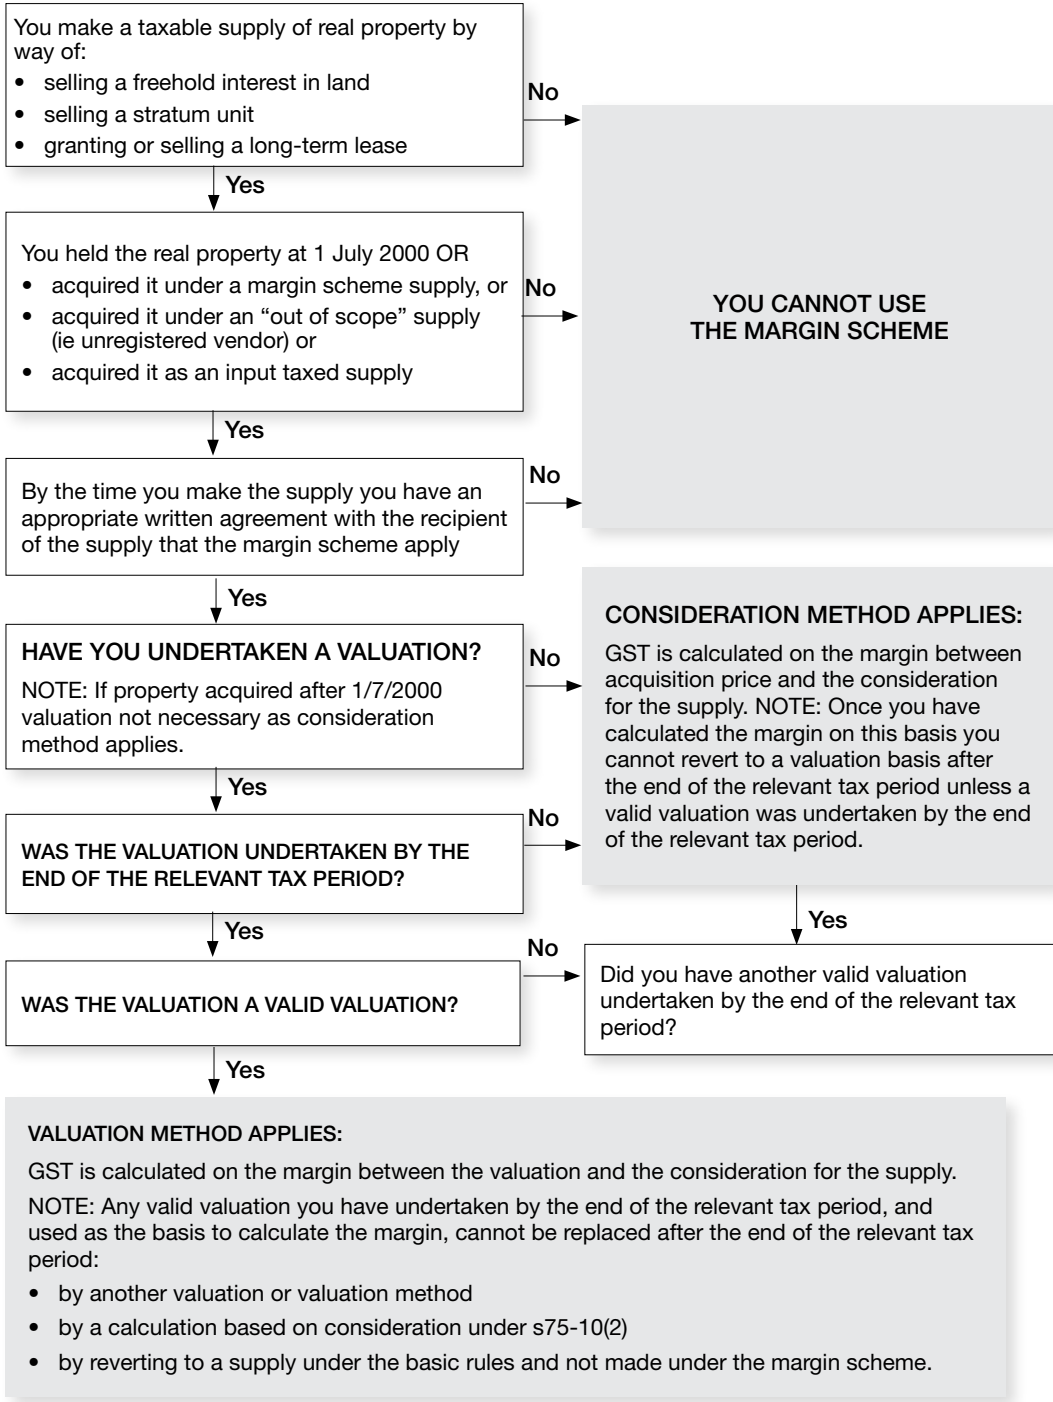 You make a taxable supply of real property by
way of:
• selling a freehold interest in land
• selling a stratum unit
• granting or selling a long-term lease
No
Yes
YOU CANNOT USE
THE MARGIN SCHEME
You held the real property at 1 July 2000 OR
• acquired it under a margin scheme supply, or
• acquired it under an “out of scope” supply
(ie unregistered vendor) or
• acquired it as an input taxed supply
No
Yes
By the time you make the supply you have an
appropriate written agreement with the recipient
of the supply that the margin scheme apply
No
Yes
HAVE YOU UNDERTAKEN A VALUATION?
NOTE: If property acquired after 1/7/2000
valuation not necessary as consideration
method applies.
No
Yes
CONSIDERATION METHOD APPLIES:
GST is calculated on the margin between
acquisition price and the consideration
for the supply. NOTE: Once you have
calculated the margin on this basis you
cannot revert to a valuation basis after
the end of the relevant tax period unless a
valid valuation was undertaken by the end
of the relevant tax period.
Yes
WAS THE VALUATION UNDERTAKEN BY THE
END OF THE RELEVANT TAX PERIOD?
No
Yes
WAS THE VALUATION A VALID VALUATION?
No
Yes
Did you have another valid valuation
undertaken by the end of the relevant tax
period?
VALUATION METHOD APPLIES:
GST is calculated on the margin between the valuation and the consideration for the supply.
NOTE: Any valid valuation you have undertaken by the end of the relevant tax period, and
used as the basis to calculate the margin, cannot be replaced after the end of the relevant tax
period:
• by another valuation or valuation method
• by a calculation based on consideration under s75-10(2)
• by reverting to a supply under the basic rules and not made under the margin scheme.